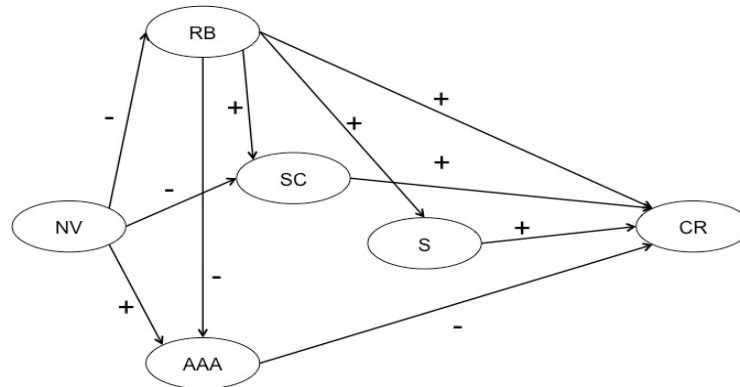 RB
+
-
+
+
-
+
SC
NV
CR
+
S
-
+
-
AAA